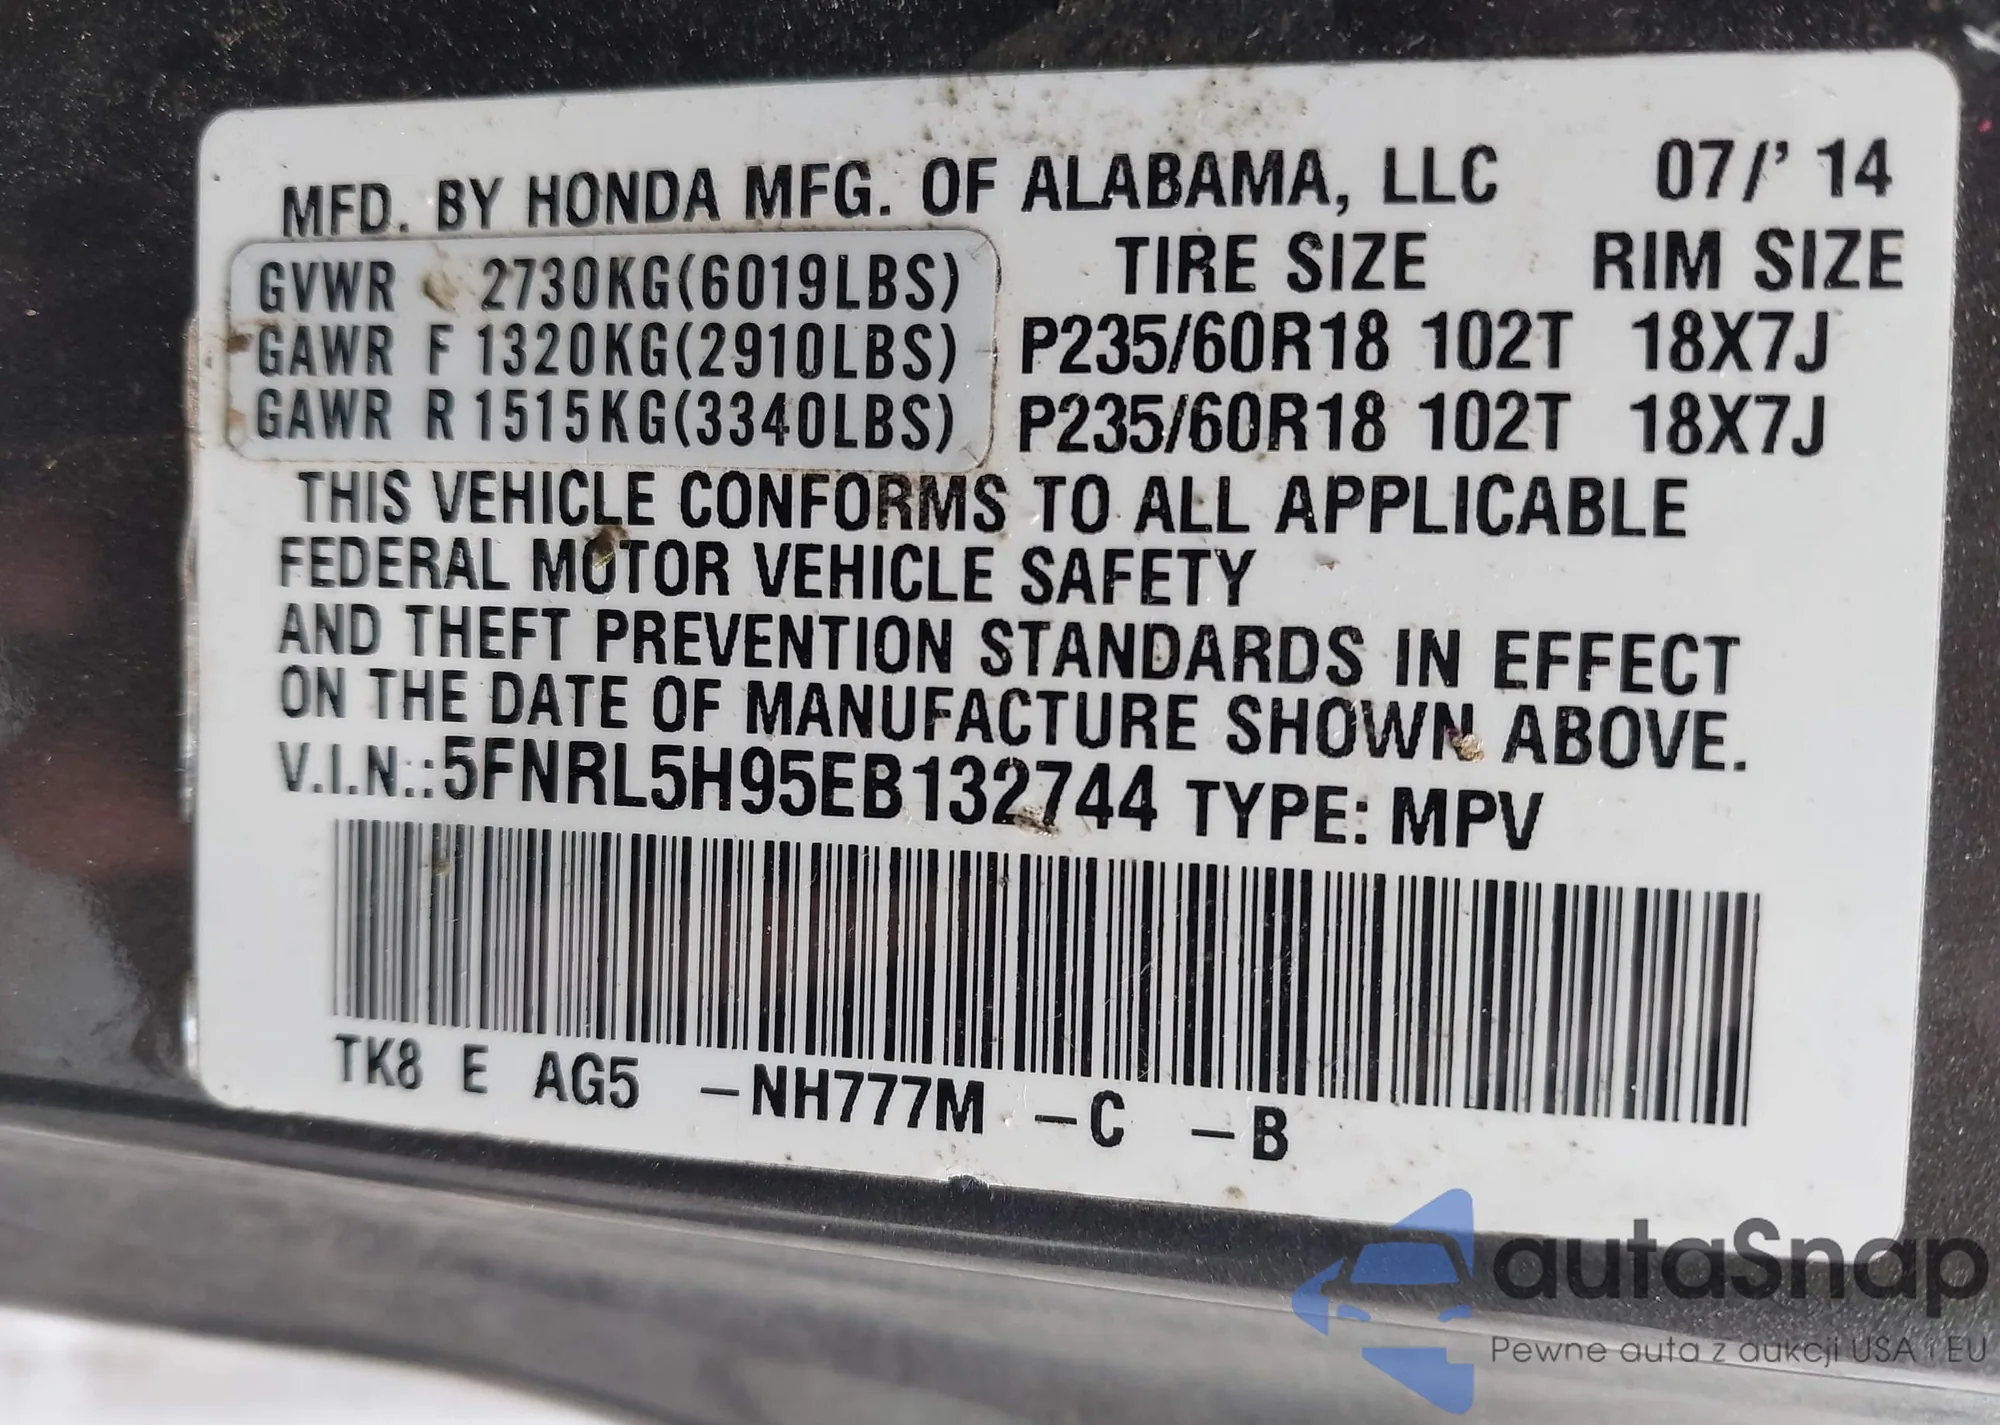 MFD. BY HONDA MFG. OF ALABAMA, LLC 07/' 14
TIRE SIZE RIM SIZE
GVWR 2730KG(6019LBS)
GAWR F 1320KG(2910LBS) P235/60R18 102T 18X7J
GAWR R 1515KG(3340LBS) P235/60R18 102T 18X7J
THIS VEHICLE CONFORMS TO ALL APPLICABLE
FEDERAL MOTOR VEHICLE SAFETY
AND THEFT PREVENTION STANDARDS IN EFFECT
ON THE DATE OF MANUFACTURE SHOWN ABOVE.
V.I.N.::5FNRL5H95EB132744 TYPE: MPV
TK8 E AG5 –NH777M –C –B
autaSnap
Pewne auta z aukcji USA i EU